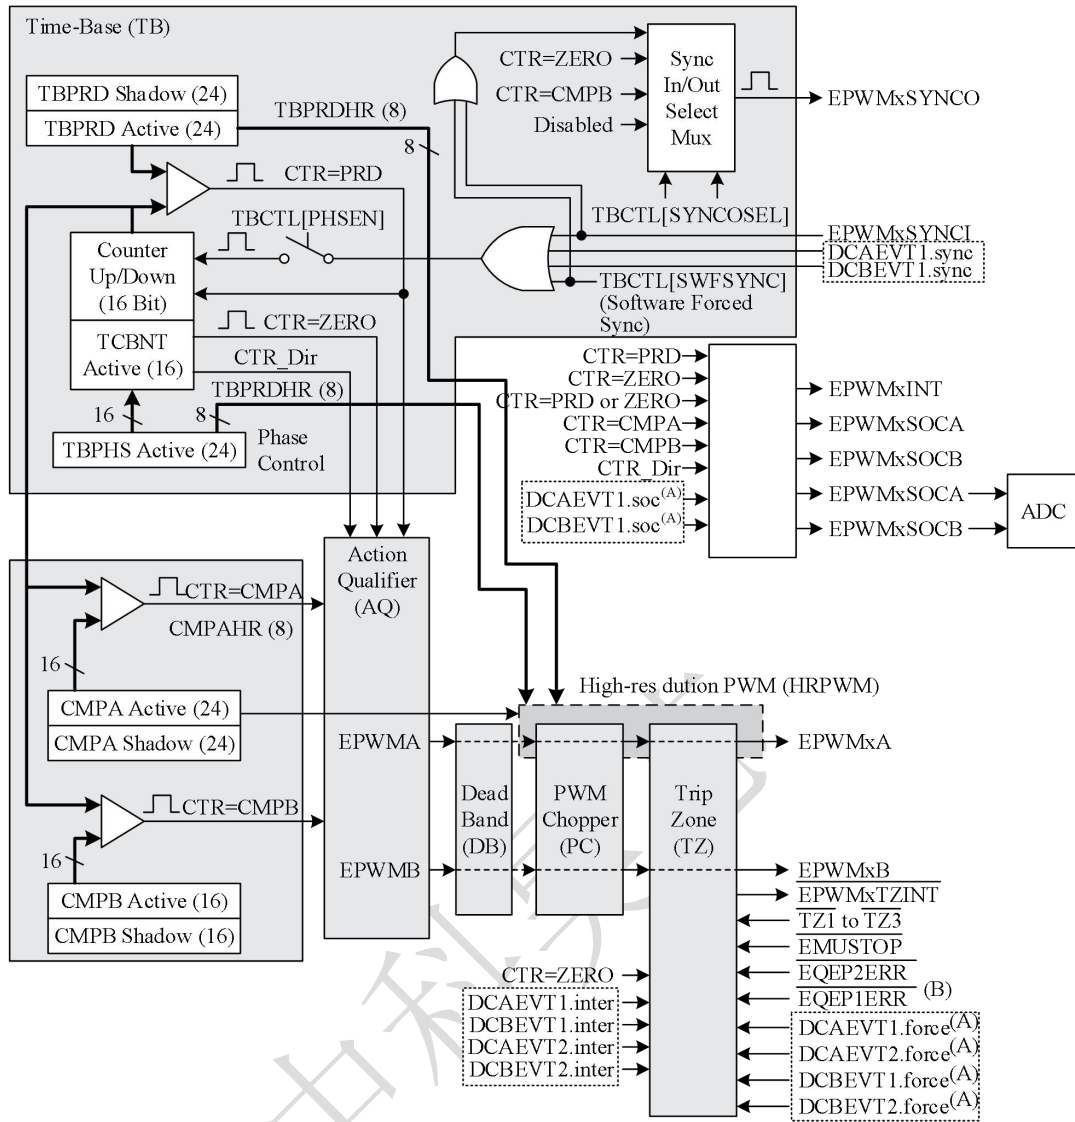 Time-Base (TB)
TBPRD Shadow (24)
TBPRD Active (24)
TBPRDHR (8)
8
CTR=PRD
TBCTL[PHSEN]
Counter
Up/Down
(16 Bit)
TCBNT
Active (16)
CTR=ZERO
CTR_Dir
TBPRDHR (8)
16
8
TBPHS Active (24)
Phase
Control
CTR=ZERO
CTR=CMPB
Disabled
Sync
In/Out
Select
Mux
EPWMxSYNCO
TBCTL[SYNCOSEL]
EPWMxSYNCI
DCAEVT1.sync
DCBEVT1.sync
TBCTL[SWFSYNC]
(Software Forced
Sync)
CTR=PRD
CTR=ZERO
CTR=PRD or ZERO
CTR=CMPA
CTR=CMPB
CTR_Dir
DCAEVT1.soc(A)
DCBEVT1.soc(A)
EPWMxINT
EPWMxSOCA
EPWMxSOCB
EPWMxSOCA
EPWMxSOCB
ADC
Action
Qualifier
(AQ)
CTR=CMPA
CMPAHR (8)
16
CMPA Active (24)
CMPA Shadow (24)
CTR=CMPB
16
CMPB Active (16)
CMPB Shadow (16)
EPWMA
EPWMB
High-res dution PWM (HRPWM)
Dead
Band
(DB)
PWM
Chopper
(PC)
Trip
Zone
(TZ)
EPWMxA
EPWMxB
EPWMxTZINT
TZ1 to TZ3
EMUSTOP
EQEP2ERR
EQEP1ERR (B)
DCAEVT1.force(A)
DCAEVT2.force(A)
DCBEVT1.force(A)
DCBEVT2.force(A)
CTR=ZERO
DCAEVT1.inter
DCBEVT1.inter
DCAEVT2.inter
DCBEVT2.inter